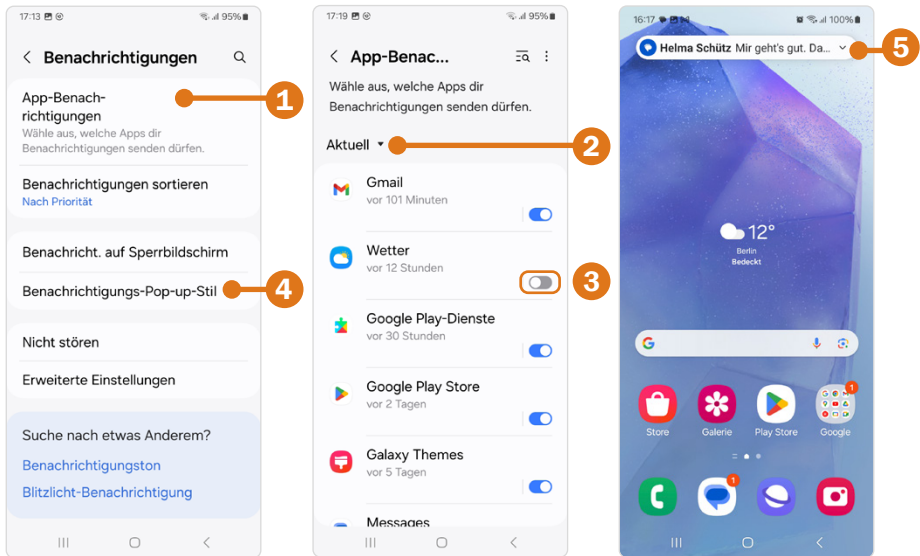 17:13
95%
Benachrichtigungen
App-Benach-
richtigungen
Wähle aus, welche Apps dir
Benachrichtigungen senden dürfen.
1
Benachrichtigungen sortieren
Nach Priorität
Benachricht. auf Sperrbildschirm
Benachrichtigungs-Pop-up-Stil
4
Nicht stören
Erweiterte Einstellungen
Suche nach etwas Anderem?
Benachrichtigungston
Blitzlicht-Benachrichtigung
17:19
95%
App-Benac...
Wähle aus, welche Apps dir
Benachrichtigungen senden dürfen.
Aktuell
2
Gmail
vor 101 Minuten
Wetter
vor 12 Stunden
3
Google Play-Dienste
vor 30 Stunden
Google Play Store
vor 2 Tagen
Galaxy Themes
vor 5 Tagen
Messages
16:17
100%
Helma Schütz Mir geht's gut. Da...
5
12°
Berlin
Bedeckt
1
Store Galerie Play Store Google
1